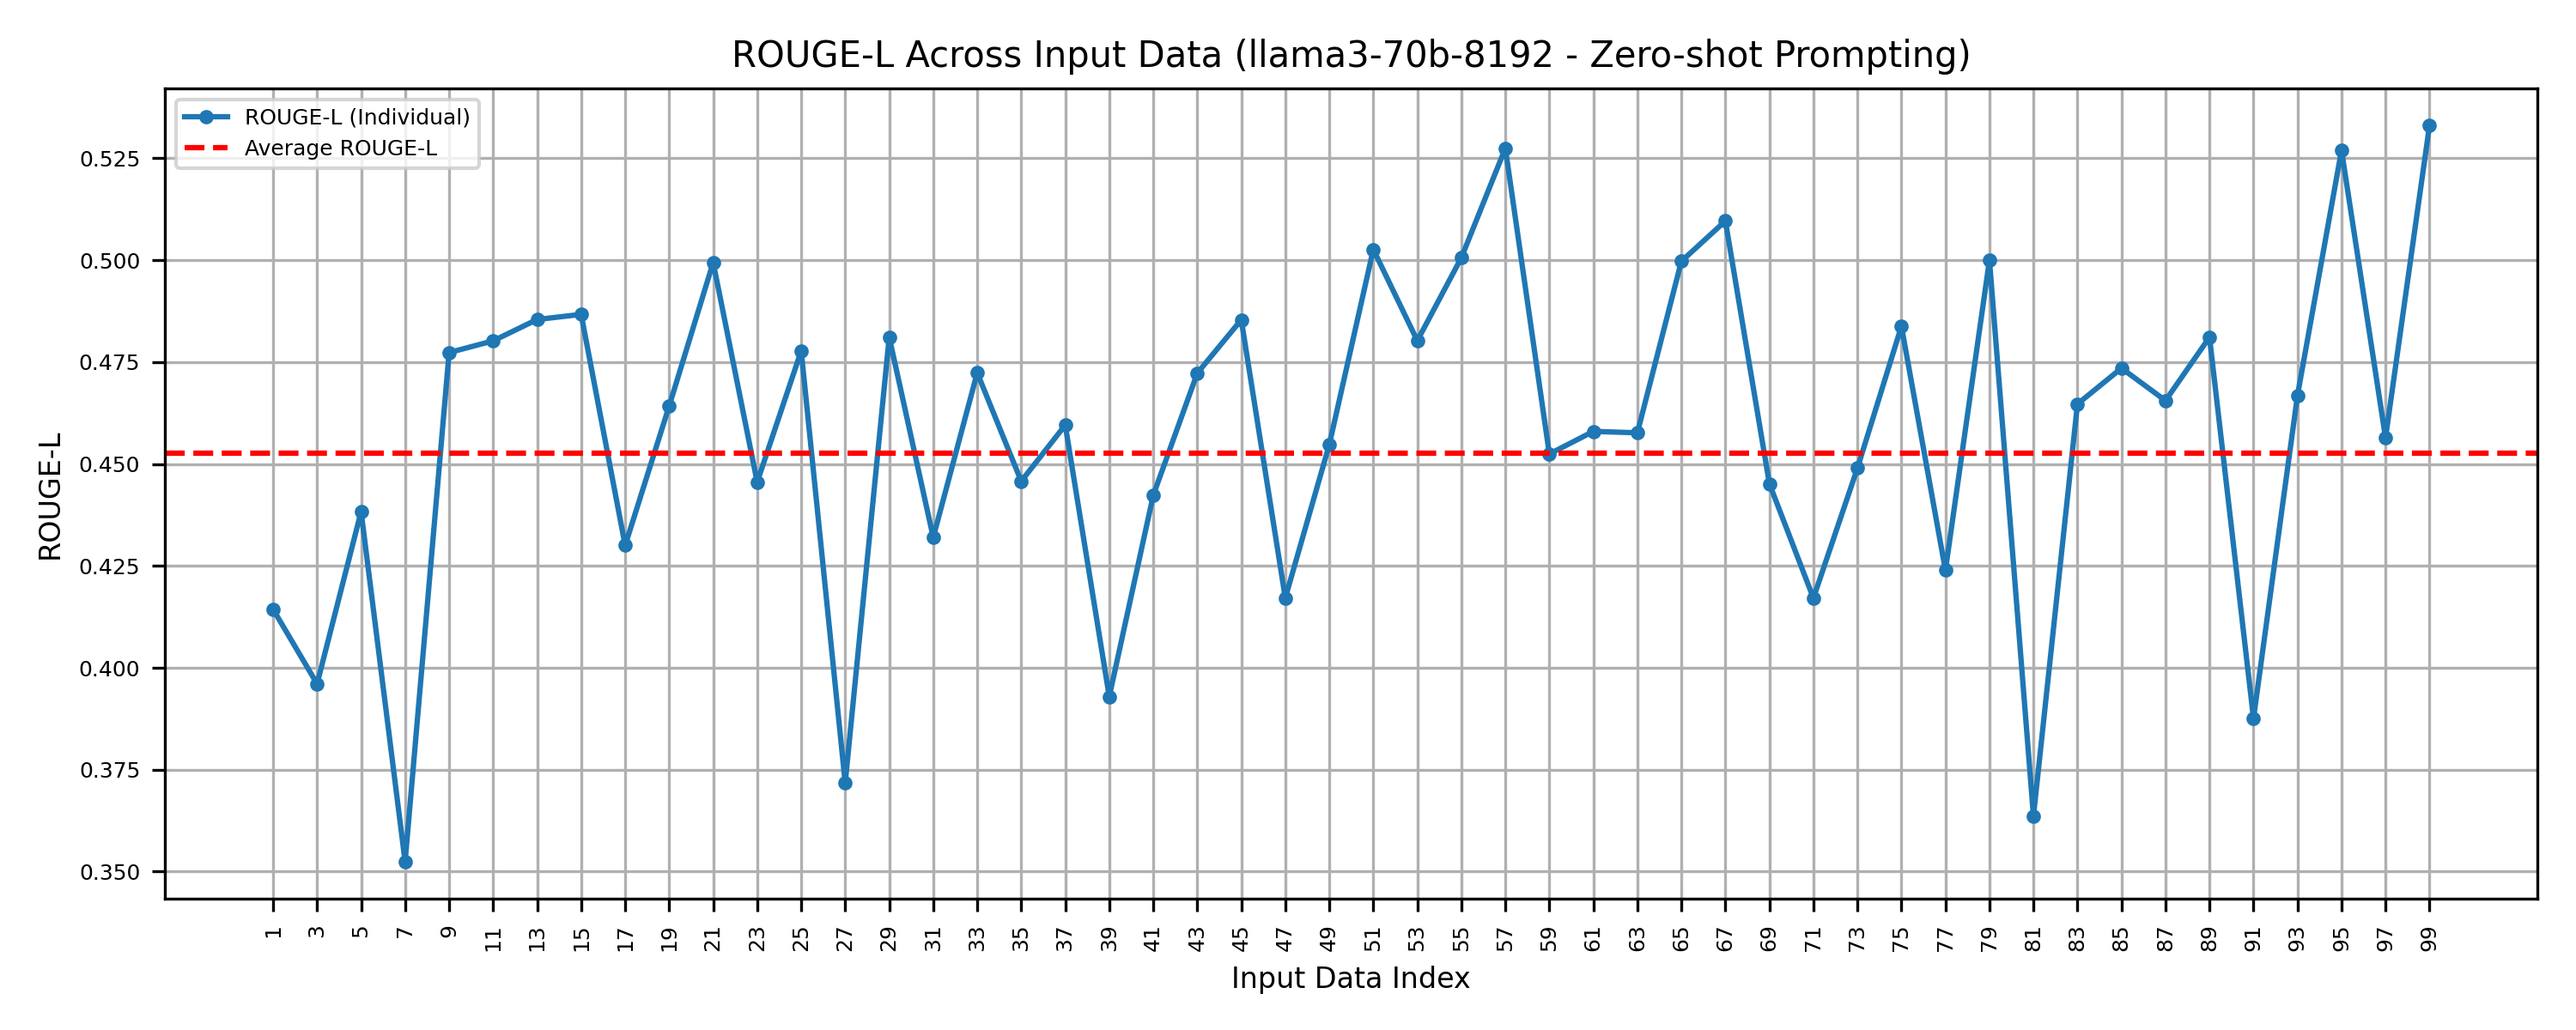 ROUGE-L Across Input Data (llama3-70b-8192 - Zero-shot Prompting)
ROUGE-L (Individual)
Average ROUGE-L
0.525
0.500
0.475
0.450
0.425
0.400
0.375
0.350
ROUGE-L
1 3 5 7 9 11 13 15 17 19 21 23 25 27 29 31 33 35 37 39 41 43 45 47 49 51 53 55 57 59 61 63 65 67 69 71 73 75 77 79 81 83 85 87 89 91 93 95 97 99
Input Data Index